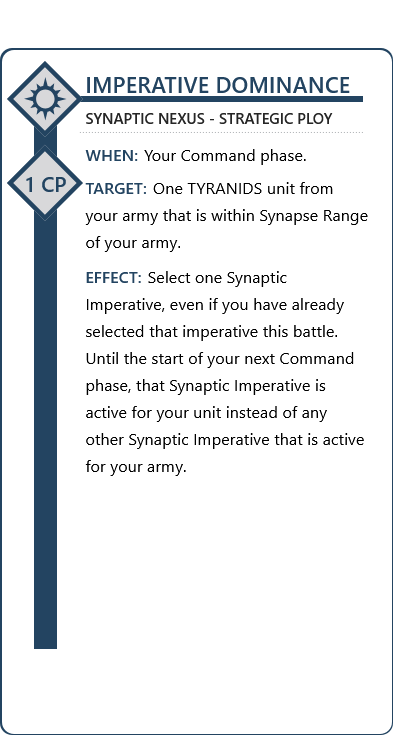 IMPERATIVE DOMINANCE
SYNAPTIC NEXUS - STRATEGIC PLOY
1 CP
WHEN: Your Command phase.
TARGET: One TYRANIDS unit from
your army that is within Synapse Range
of your army.
EFFECT: Select one Synaptic
Imperative, even if you have already
selected that imperative this battle.
Until the start of your next Command
phase, that Synaptic Imperative is
active for your unit instead of any
other Synaptic Imperative that is active
for your army.